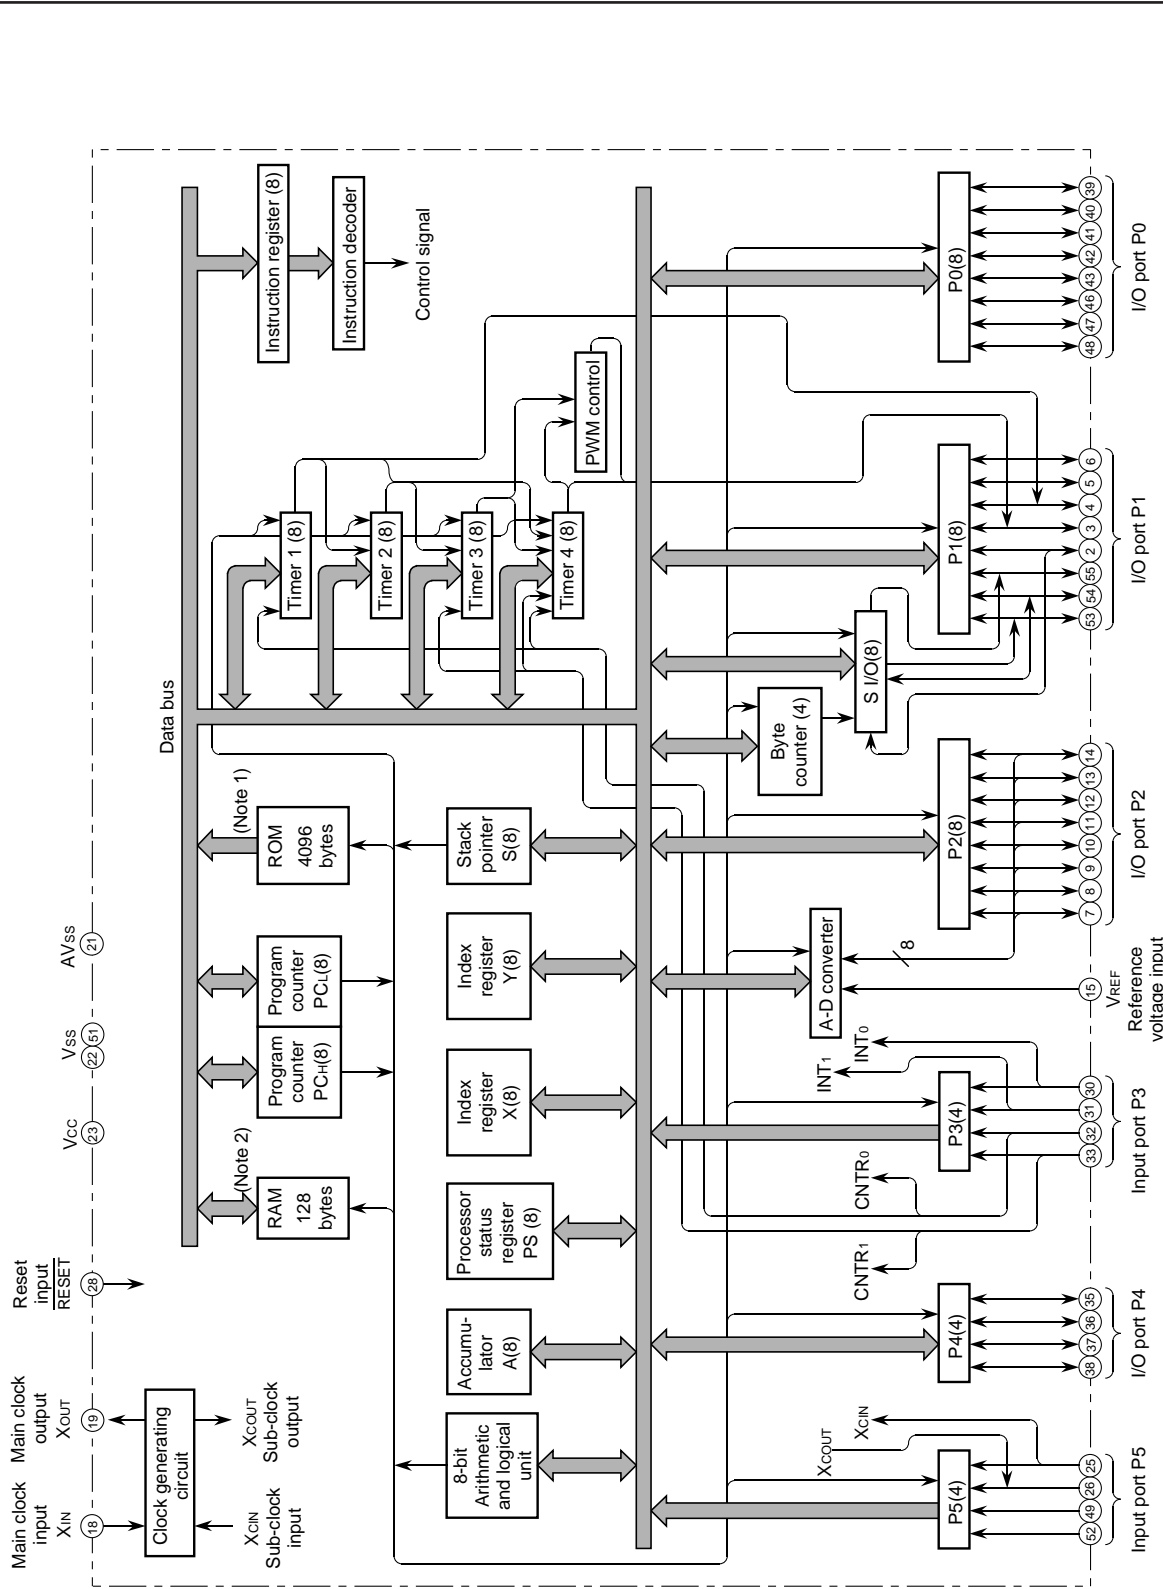 Main clock
input
XIN
18
Main clock
output
XOUT
19
Clock generating
circuit
XCIN
Sub-clock
input
XCOUT
Sub-clock
output
Reset
input
RESET
28
VCC
23
VSS
22
51
AVSS
21
Data bus
RAM
128
bytes
(Note 2)
Program
counter
PCH(8)
Program
counter
PCL(8)
ROM
4096
bytes
(Note 1)
Instruction register (8)
Instruction decoder
Control signal
8-bit
Arithmetic
and logical
unit
Accumu-
lator
A(8)
Processor
status
register
PS (8)
Index
register
X(8)
Index
register
Y(8)
Stack
pointer
S(8)
Timer 1 (8)
Timer 2 (8)
Timer 3 (8)
Timer 4 (8)
PWM control
Byte
counter (4)
S I/O(8)
A-D converter
8
XCOUT
XCIN
CNTR1
CNTR0
INT1
INT0
P5(4)
P4(4)
P3(4)
P2(8)
P1(8)
P0(8)
52
49
26
25
Input port P5
38
37
36
35
I/O port P4
33
32
31
30
Input port P3
15
VREF
Reference
voltage input
7
8
9
10
11
12
13
14
I/O port P2
53
54
55
2
3
4
5
6
I/O port P1
48
47
46
43
42
41
40
39
I/O port P0